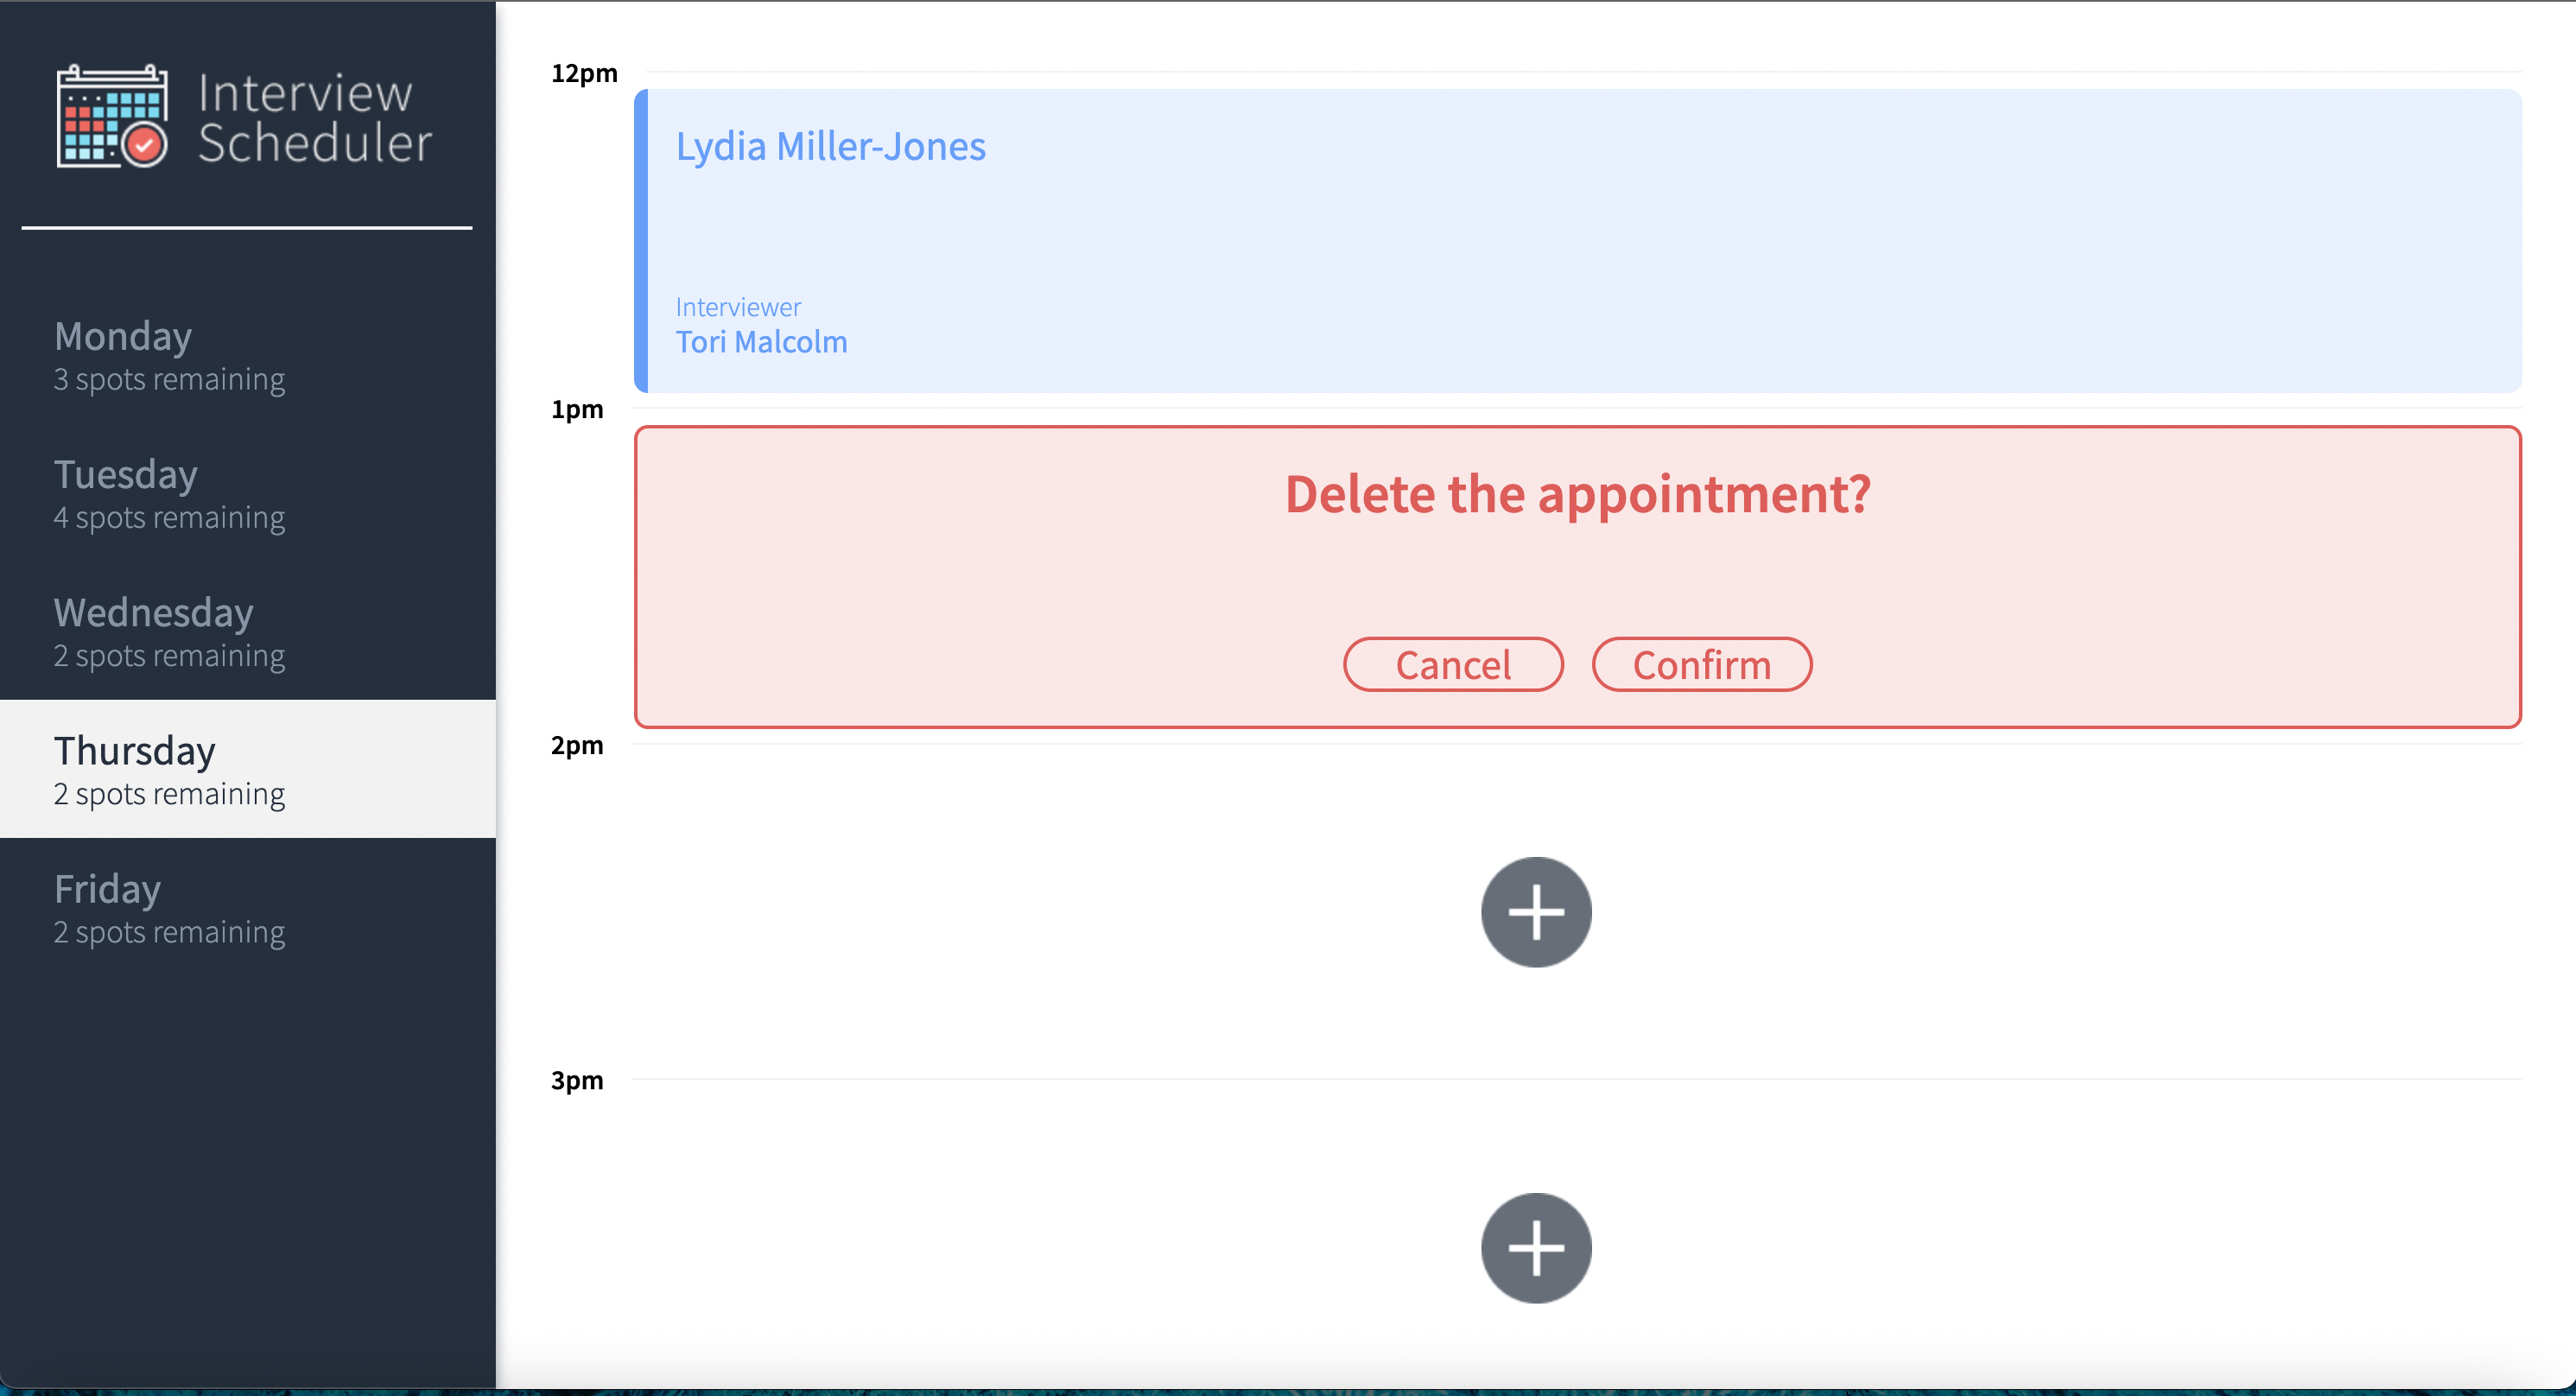 Interview
Scheduler
Monday
3 spots remaining
Tuesday
4 spots remaining
Wednesday
2 spots remaining
Thursday
2 spots remaining
Friday
2 spots remaining
12pm
Lydia Miller-Jones
Interviewer
Tori Malcolm
1pm
Delete the appointment?
Cancel Confirm
2pm
3pm